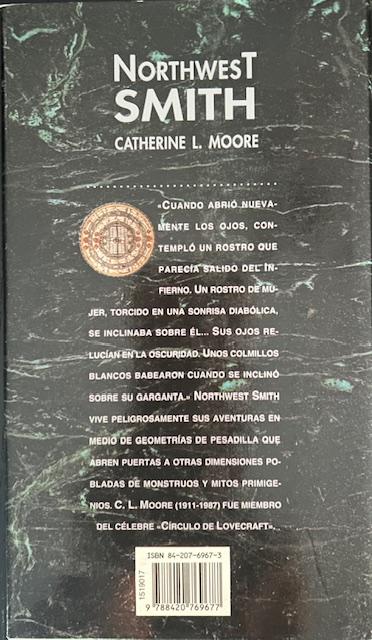 NORTHWEST
SMITH
CATHERINE L. MOORE
«CUANDO ABRIÓ NUEVA-
MENTE LOS OJOS, CON-
TEMPLÓ UN ROSTRO QUE
PARECÍA SALIDO DEL IN-
FIERNO. UN ROSTRO DE MU-
JER, TORCIDO EN UNA SONRISA DIABÓLICA,
SE INCLINABA SOBRE ÉL... SUS OJOS RE-
LUCÍAN EN LA OSCURIDAD. UNOS COLMILLOS
BLANCOS BABEARON CUANDO SE INCLINÓ
SOBRE SU GARGANTA.» NORTHWEST SMITH
VIVE PELIGROSAMENTE SUS AVENTURAS EN
MEDIO DE GEOMETRÍAS DE PESADILLA QUE
ABREN PUERTAS A OTRAS DIMENSIONES PO-
BLADAS DE MONSTRUOS Y MITOS PRIMIGE-
NIOS. C. L. MOORE (1911-1987) FUE MIEMBRO
DEL CÉLEBRE «CÍRCULO DE LOVECRAFT».
ISBN 84-207-6967-3
1519017
9 788420 769677